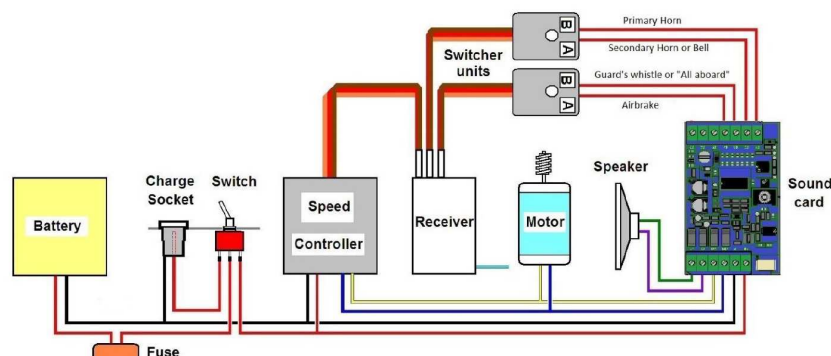 B
A
Primary Horn
Secondary Horn or Bell
Switcher
units
B
A
Guard's whistle or "All aboard"
Airbrake
Charge
Socket
Switch
Speaker
Battery
Speed
Controller
Receiver
Motor
Sound
card
Fuse